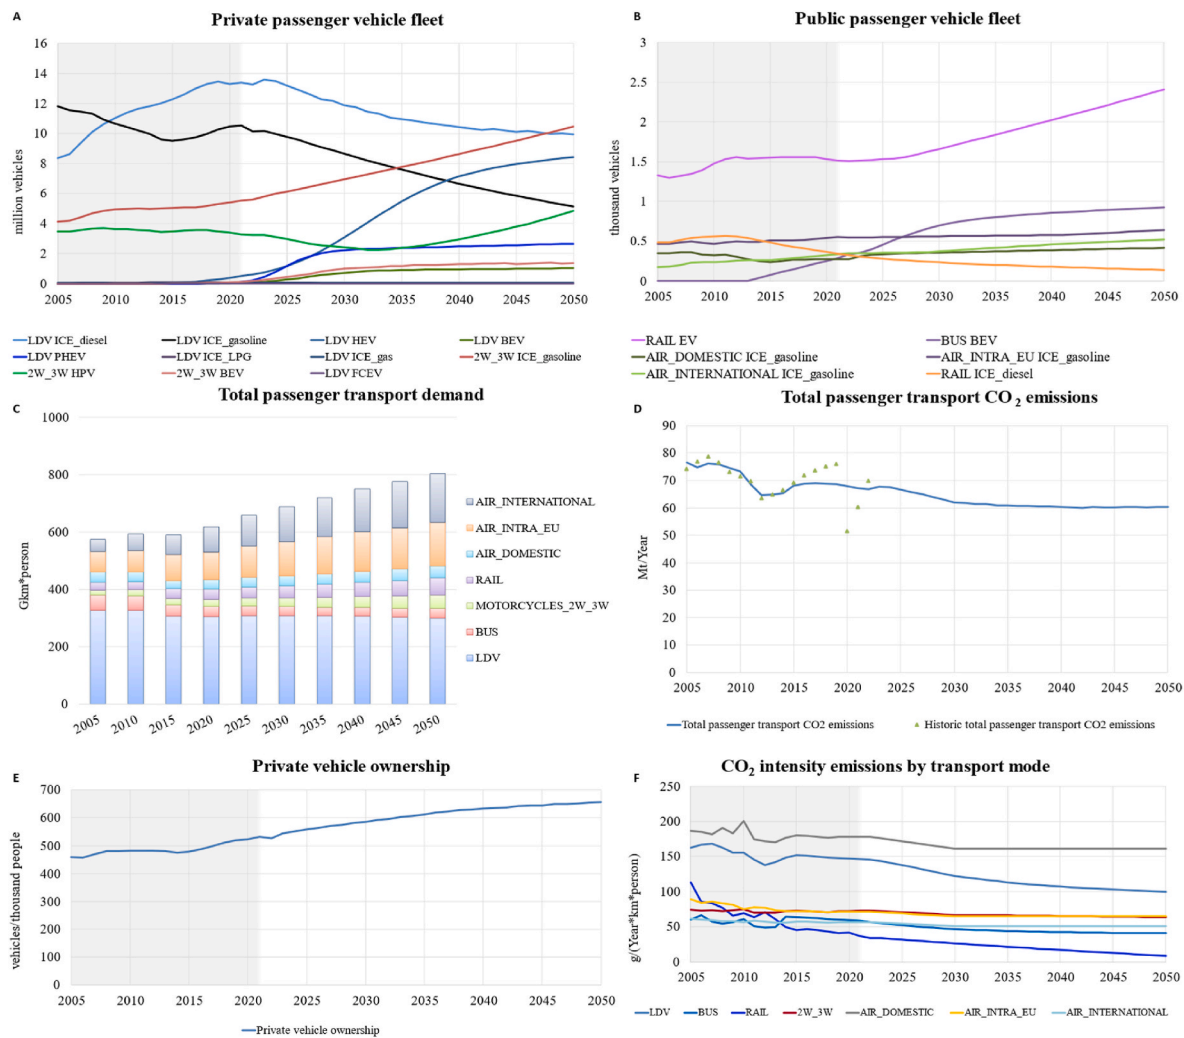 A
Private passenger vehicle fleet
16
14
12
10
8
6
4
2
0
million vehicles
2005 2010 2015 2020 2025 2030 2035 2040 2045 2050
LDV ICE_diesel LDV ICE_gasoline LDV HEV LDV BEV
LDV PHEV LDV ICE_LPG LDV ICE_gas 2W_3W ICE_gasoline
2W_3W HPV 2W_3W BEV LDV FCEV
B
Public passenger vehicle fleet
3
2.5
2
1.5
1
0.5
0
thousand vehicles
2005 2010 2015 2020 2025 2030 2035 2040 2045 2050
RAIL EV BUS BEV
AIR_DOMESTIC ICE_gasoline AIR_INTRA_EU ICE_gasoline
AIR_INTERNATIONAL ICE_gasoline RAIL ICE_diesel
C
Total passenger transport demand
1000
800
600
400
200
0
Gkm*person
2005 2010 2015 2020 2025 2030 2035 2040 2045 2050
AIR_INTERNATIONAL
AIR_INTRA_EU
AIR_DOMESTIC
RAIL
MOTORCYCLES_2W_3W
BUS
LDV
D
Total passenger transport CO2 emissions
90
80
70
60
50
40
30
20
10
0
Mt/Year
2005 2010 2015 2020 2025 2030 2035 2040 2045 2050
Total passenger transport CO2 emissions Historic total passenger transport CO2 emissions
E
Private vehicle ownership
700
600
500
400
300
200
100
0
vehicles/thousand people
2005 2010 2015 2020 2025 2030 2035 2040 2045 2050
Private vehicle ownership
F
CO2 intensity emissions by transport mode
250
200
150
100
50
0
g/(Year*km*person)
2005 2010 2015 2020 2025 2030 2035 2040 2045 2050
LDV BUS RAIL 2W_3W AIR_DOMESTIC AIR_INTRA_EU AIR_INTERNATIONAL